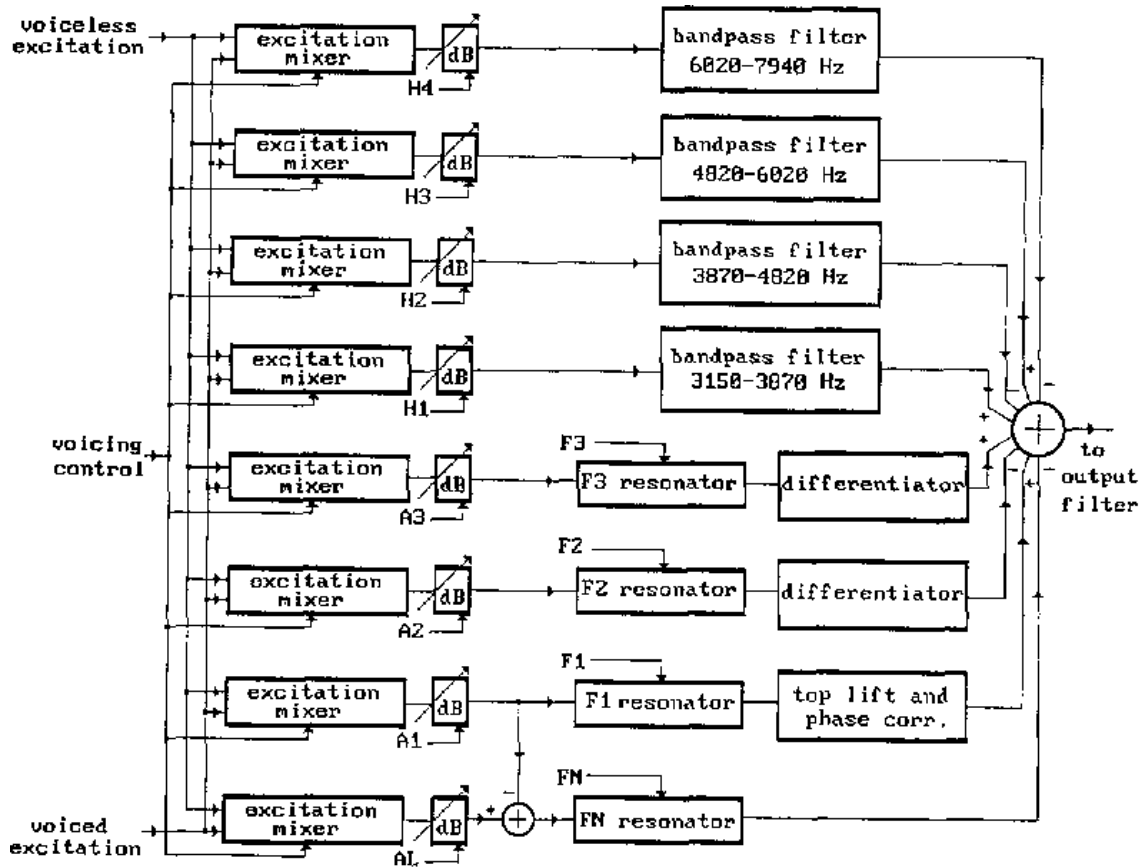 voiceless
excitation
excitation
mixer
dB
H4
bandpass filter
6020-7940 Hz
excitation
mixer
dB
H3
bandpass filter
4820-6020 Hz
excitation
mixer
dB
H2
bandpass filter
3870-4820 Hz
excitation
mixer
dB
H1
bandpass filter
3150-3870 Hz
+
-
-
+
+
-
-
+
+
to
output
filter
voicing
control
excitation
mixer
dB
A3
F3
F3 resonator
differentiator
excitation
mixer
dB
A2
F2
F2 resonator
differentiator
excitation
mixer
dB
A1
F1
F1 resonator
top lift and
phase corr.
voiced
excitation
excitation
mixer
dB
AL
+
-
+
FN
FN resonator